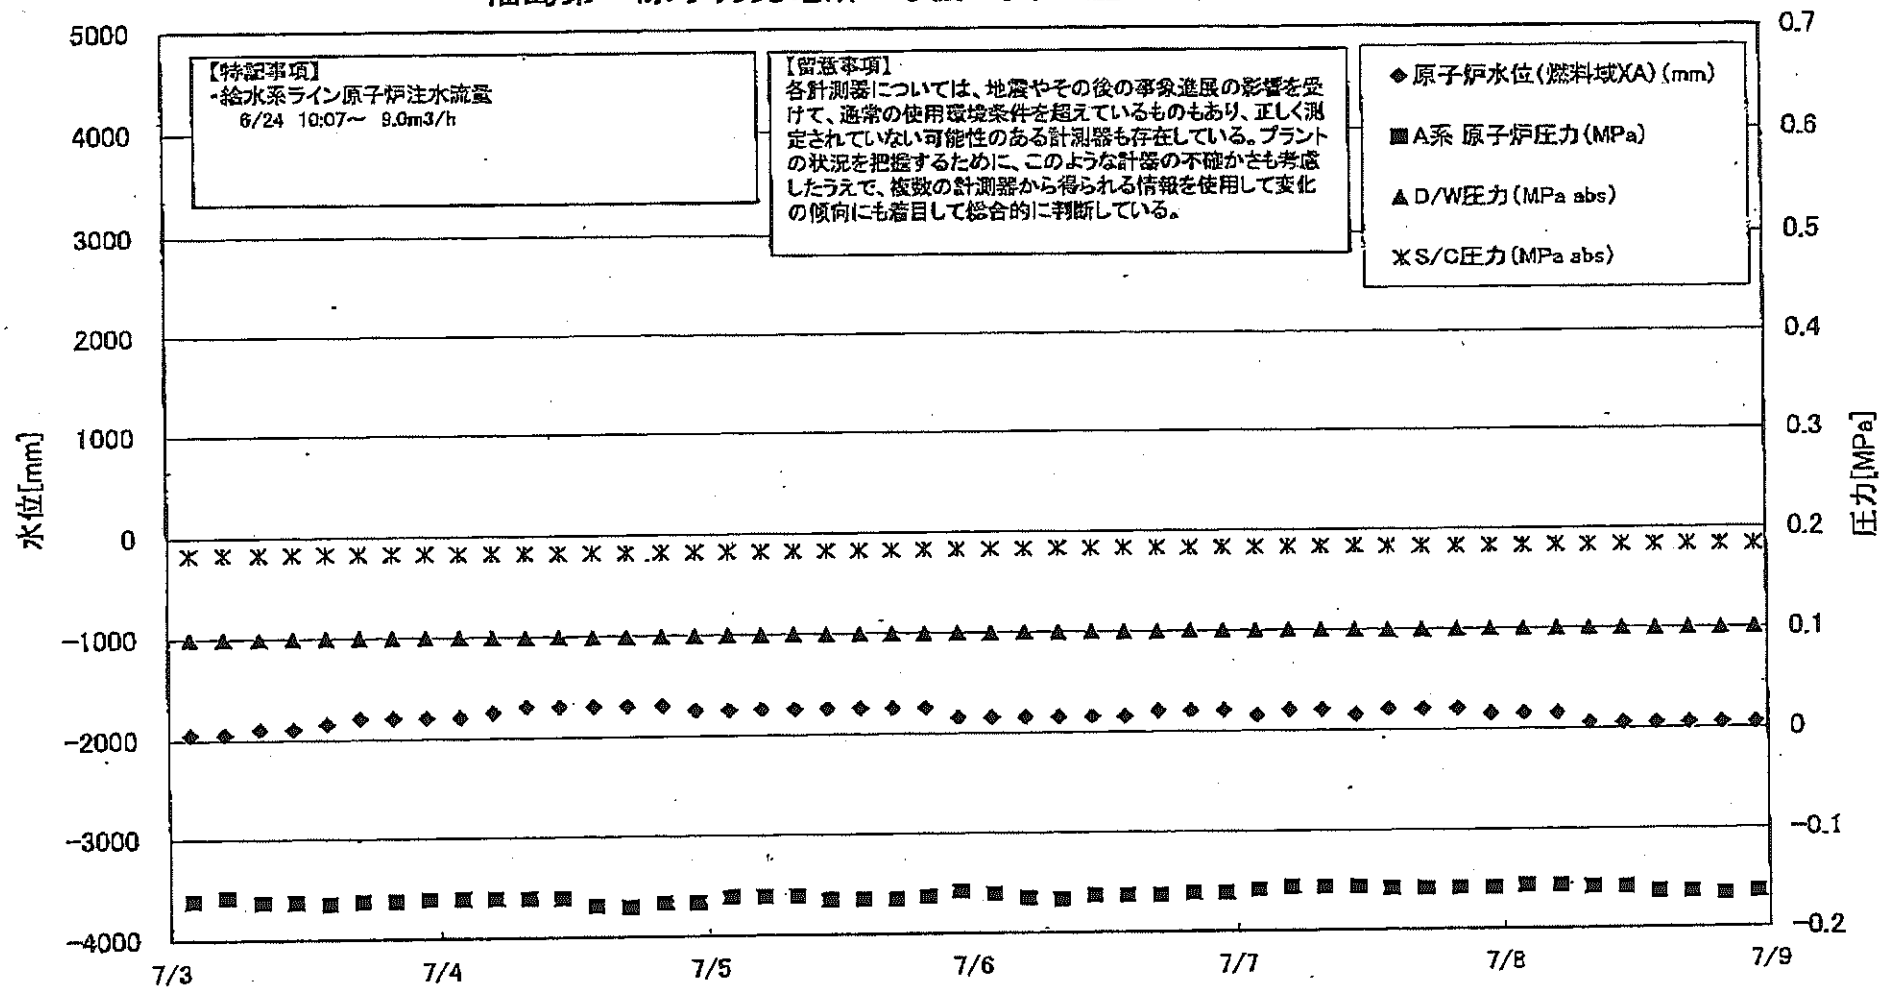 5000
4000
3000
2000
1000
0
-1000
-2000
-3000
-4000
水位[mm]
【特記事項】
・給水系ライン原子炉注水流量
6/24 10:07～ 9.0m3/h
【留意事項】
各計測器については、地震やその後の事象進展の影響を受
けて、通常の使用環境条件を超えているものもあり、正しく測
定されていない可能性のある計測器も存在している。プラント
の状況を把握するために、このような計器の不確かさも考慮
したうえで、複数の計測器から得られる情報を使用して変化
の傾向にも着目して総合的に判断している。
原子炉水位(燃料域)(A)(mm)
A系 原子炉圧力(MPa)
D/W圧力(MPa abs)
S/C圧力(MPa abs)
0.7
0.6
0.5
0.4
0.3
0.2
0.1
0
-0.1
-0.2
圧力[MPa]
7/3
7/4
7/5
7/6
7/7
7/8
7/9